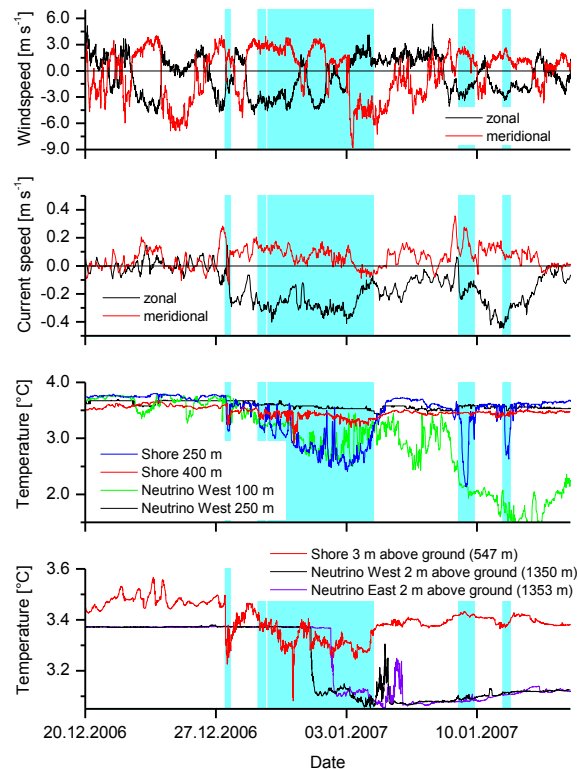 6.0
3.0
0.0
-3.0
-6.0
-9.0
Windspeed [m s⁻¹]
zonal
meridional
0.4
0.2
0.0
-0.2
-0.4
Current speed [m s⁻¹]
zonal
meridional
4.0
3.0
2.0
Temperature [°C]
Shore 250 m
Shore 400 m
Neutrino West 100 m
Neutrino West 250 m
3.6
3.4
3.2
Temperature [°C]
Shore 3 m above ground (547 m)
Neutrino West 2 m above ground (1350 m)
Neutrino East 2 m above ground (1353 m)
20.12.2006 27.12.2006 03.01.2007 10.01.2007
Date